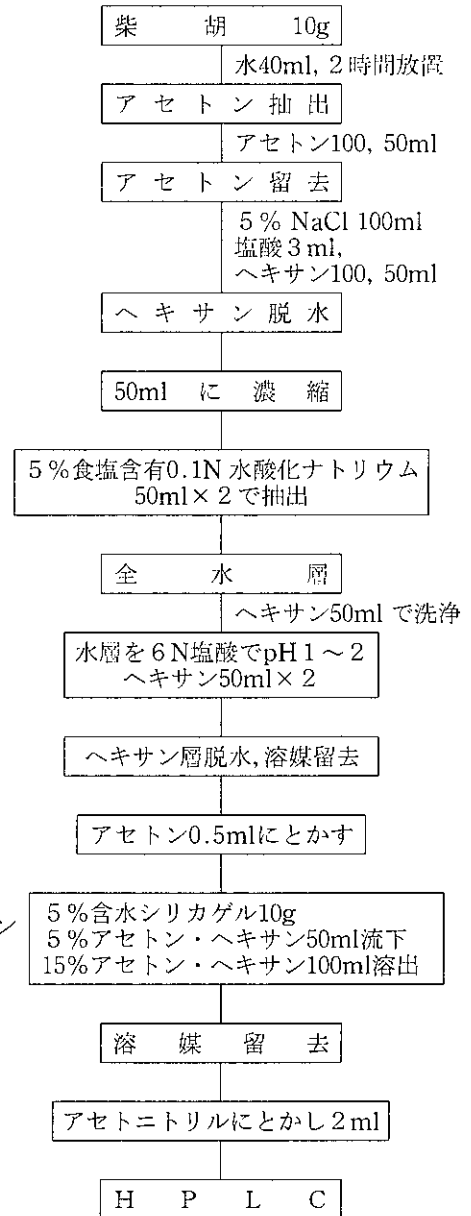 柴胡 10g
水40ml, 2時間放置
アセトン抽出
アセトン100, 50ml
アセトン留去
5% NaCl 100ml
塩酸3ml,
ヘキサン100, 50ml
ヘキサン脱水
50mlに濃縮
5%食塩含有0.1N水酸化ナトリウム
50ml×2で抽出
全水層
ヘキサン50mlで洗浄
水層を6N塩酸でpH1～2
ヘキサン50ml×2
ヘキサン層脱水,溶媒留去
アセトン0.5mlにとかす
ン
5%含水シリカゲル10g
5%アセトン・ヘキサン50ml流下
15%アセトン・ヘキサン100ml溶出
溶媒留去
アセトニトリルにとかし2ml
HPLC